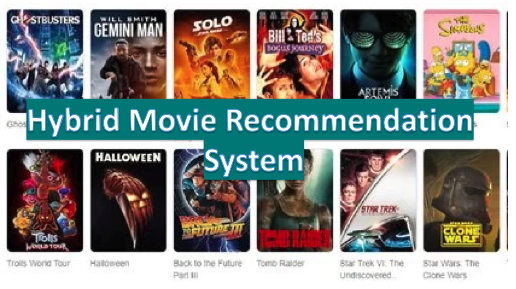 GHOSTBUSTERS
WILL SMITH
GEMINI MAN
SOLO
Bill & Ted's
BOGUS JOURNEY
ARTEMIS
THE
SIMPSONS
Hybrid Movie Recommendation
System
TROLLS
WORLD TOUR
HALLOWEEN
BACK TO THE
FUTURE III
TOMB RAIDER
STAR TREK VI
STAR WARS
CLONE
WARS
Trolls World Tour
Halloween
Back to the Future
Part III
Tomb Raider
Star Trek VI: The
Undiscovered...
Star Wars: The
Clone Wars